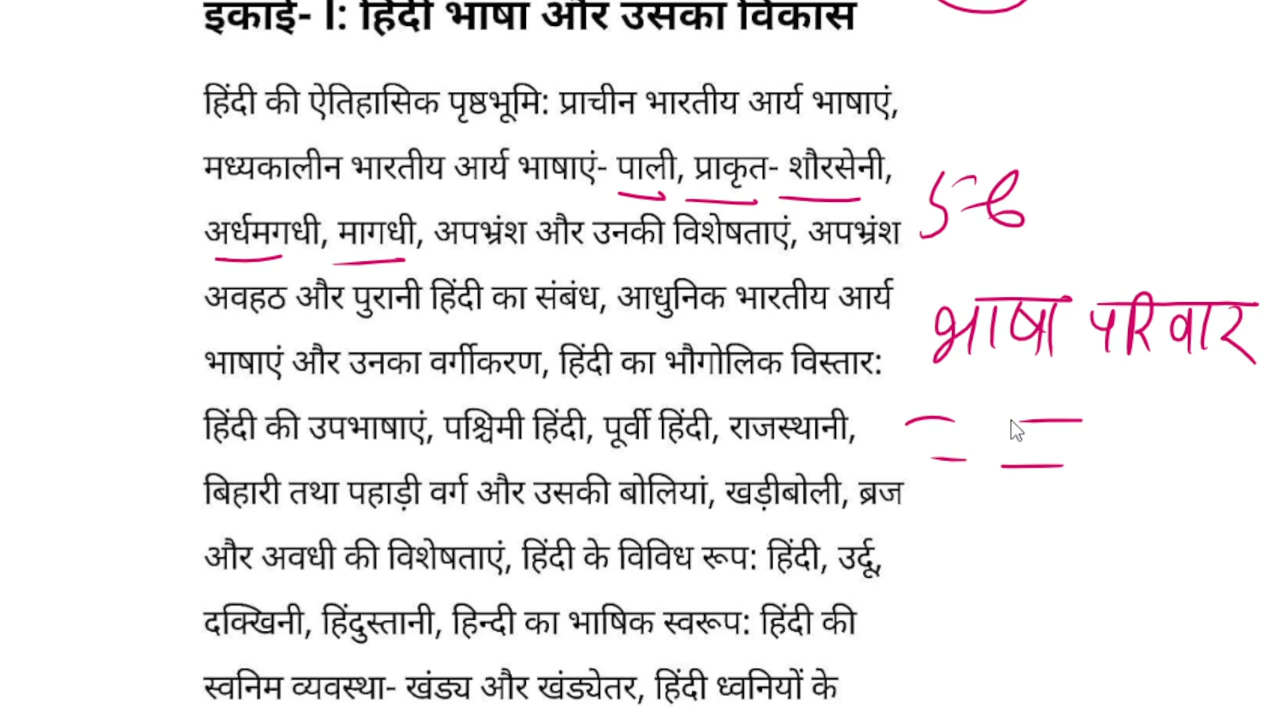 इकाई- I: हिंदी भाषा और उसका विकास
हिंदी की ऐतिहासिक पृष्ठभूमि: प्राचीन भारतीय आर्य भाषाएं,
मध्यकालीन भारतीय आर्य भाषाएं- पाली, प्राकृत- शौरसेनी,
अर्धमगधी, मागधी, अपभ्रंश और उनकी विशेषताएं, अपभ्रंश
अवहठ और पुरानी हिंदी का संबंध, आधुनिक भारतीय आर्य
भाषाएं और उनका वर्गीकरण, हिंदी का भौगोलिक विस्तार:
हिंदी की उपभाषाएं, पश्चिमी हिंदी, पूर्वी हिंदी, राजस्थानी,
बिहारी तथा पहाड़ी वर्ग और उसकी बोलियां, खड़ीबोली, ब्रज
और अवधी की विशेषताएं, हिंदी के विविध रूप: हिंदी, उर्दू,
दक्खिनी, हिंदुस्तानी, हिन्दी का भाषिक स्वरूप: हिंदी की
स्वनिम व्यवस्था- खंड्य और खंड्येतर, हिंदी ध्वनियों के
भाषा परिवार